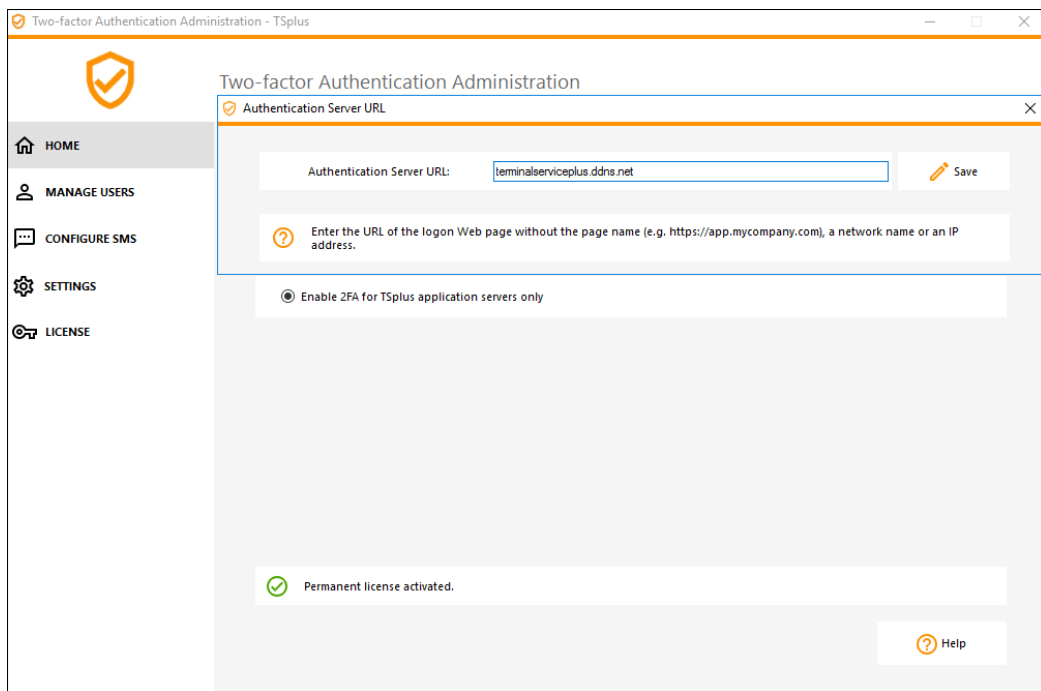 Two-factor Authentication Administration - TSplus
Two-factor Authentication Administration
Authentication Server URL
HOME
Authentication Server URL:
terminalserviceplus.ddns.net
Save
MANAGE USERS
CONFIGURE SMS
Enter the URL of the logon Web page without the page name (e.g. https://app.mycompany.com), a network name or an IP
address.
SETTINGS
Enable 2FA for TSplus application servers only
LICENSE
Permanent license activated.
Help